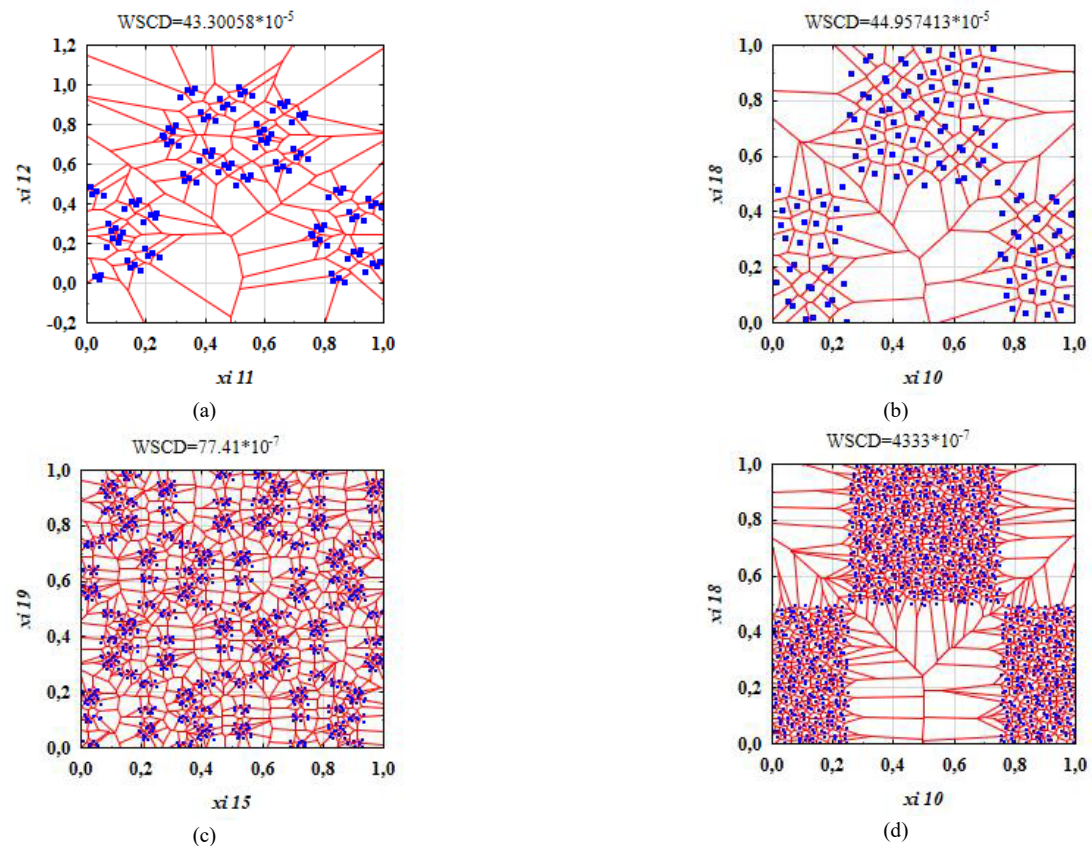 WSCD=43.30058*10-5
1,2
1,0
0,8
0,6
0,4
0,2
0,0
-0,2
xi 12
0,0 0,2 0,4 0,6 0,8 1,0
xi 11
(a)
WSCD=44.957413*10-5
1,0
0,8
0,6
0,4
0,2
0,0
xi 18
0,0 0,2 0,4 0,6 0,8 1,0
xi 10
(b)
WSCD=77.41*10-7
1,0
0,8
0,6
0,4
0,2
0,0
xi 19
0,0 0,2 0,4 0,6 0,8 1,0
xi 15
(c)
WSCD=4333*10-7
1,0
0,8
0,6
0,4
0,2
0,0
xi 18
0,0 0,2 0,4 0,6 0,8 1,0
xi 10
(d)